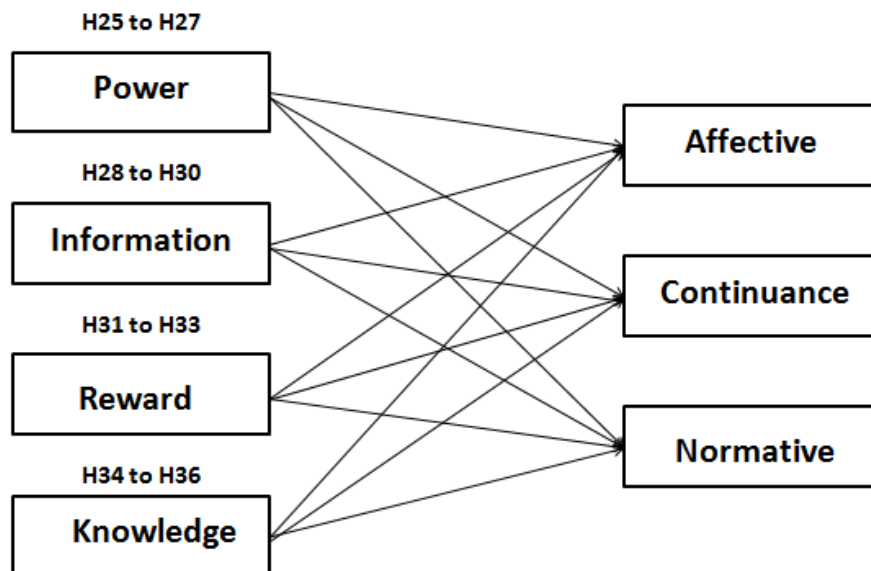 H25 to H27
Power
H28 to H30
Information
H31 to H33
Reward
H34 to H36
Knowledge
Affective
Continuance
Normative